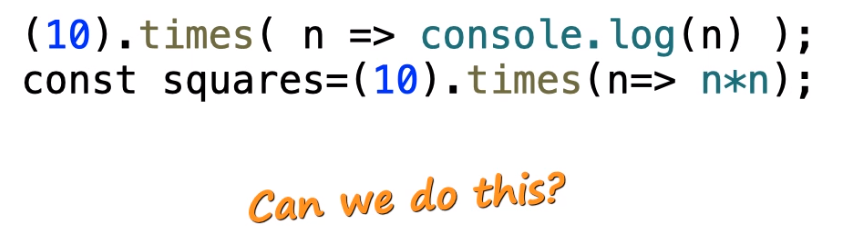 (10).times( n => console.log(n) );
const squares=(10).times(n=> n*n);
Can we do this?